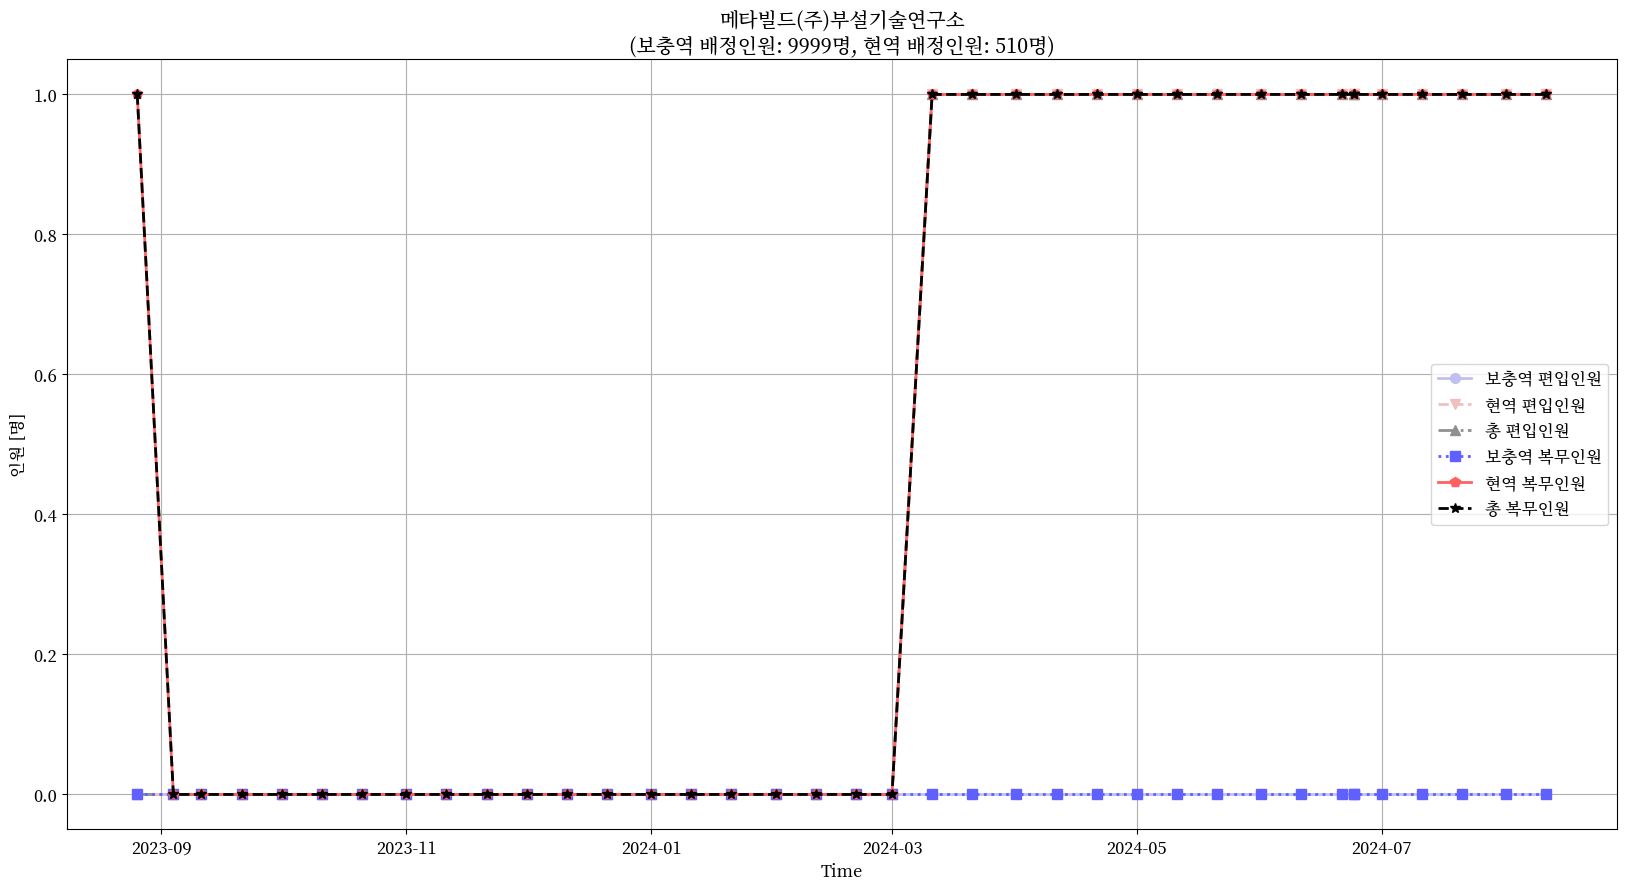 메타빌드(주)부설기술연구소
(보충역 배정인원: 9999명, 현역 배정인원: 510명)
1.0
0.8
0.6
0.4
0.2
0.0
인원 [명]
보충역 편입인원
현역 편입인원
총 편입인원
보충역 복무인원
현역 복무인원
총 복무인원
2023-09
2023-11
2024-01
2024-03
2024-05
2024-07
Time